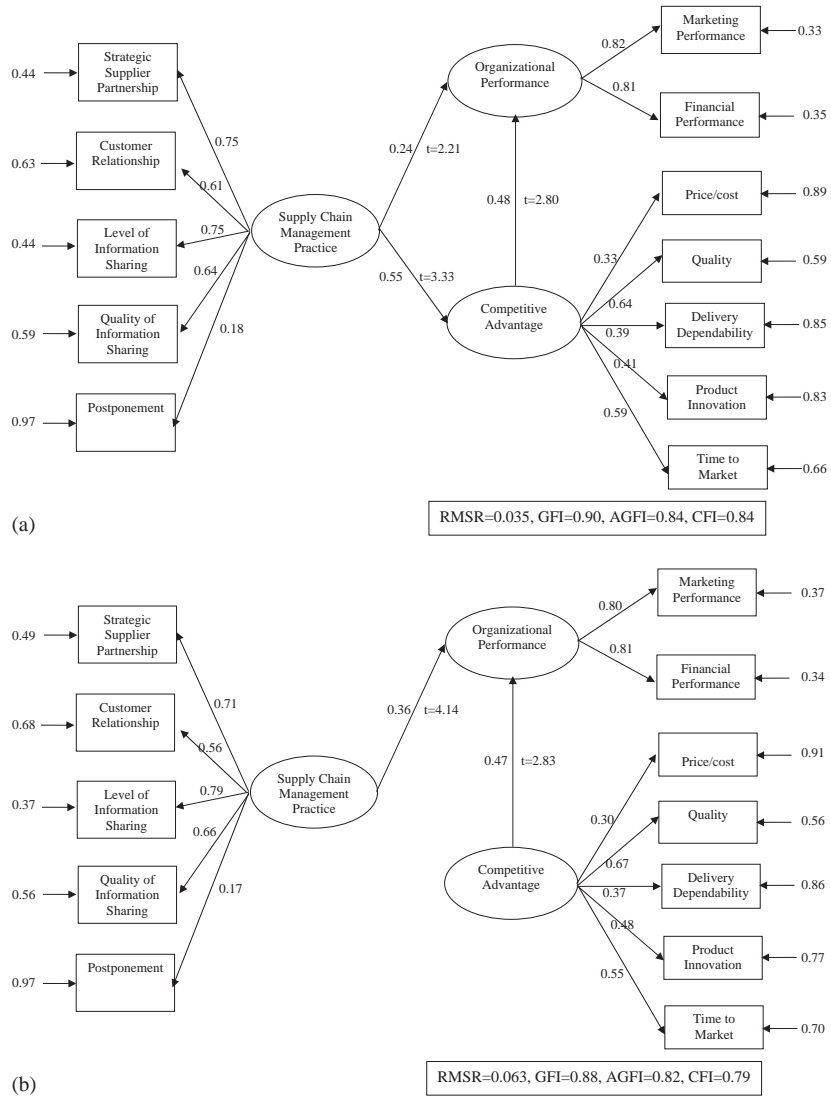 Marketing
Performance
0.33
0.82
Strategic
Supplier
Partnership
0.44
Organizational
Performance
0.81
Financial
Performance
0.35
0.75
Customer
Relationship
0.63
0.24 t=2.21
0.61
0.48 t=2.80
Price/cost
0.89
Supply Chain
Management
Practice
Level of
Information
Sharing
0.44
0.75
0.33
Quality
0.59
0.64
0.55 t=3.33
0.64
Competitive
Advantage
Quality of
Information
Sharing
0.59
0.18
0.39
Delivery
Dependability
0.85
0.41
Product
Innovation
0.83
Postponement
0.97
0.59
Time to
Market
0.66
(a)
RMSR=0.035, GFI=0.90, AGFI=0.84, CFI=0.84
Marketing
Performance
0.37
0.80
Strategic
Supplier
Partnership
0.49
Organizational
Performance
0.81
Financial
Performance
0.34
0.71
Customer
Relationship
0.68
0.36 t=4.14
0.56
0.47 t=2.83
Price/cost
0.91
Supply Chain
Management
Practice
Level of
Information
Sharing
0.37
0.79
0.30
Quality
0.56
0.66
0.67
Competitive
Advantage
Quality of
Information
Sharing
0.56
0.17
0.37
Delivery
Dependability
0.86
0.48
Product
Innovation
0.77
Postponement
0.97
0.55
Time to
Market
0.70
(b)
RMSR=0.063, GFI=0.88, AGFI=0.82, CFI=0.79